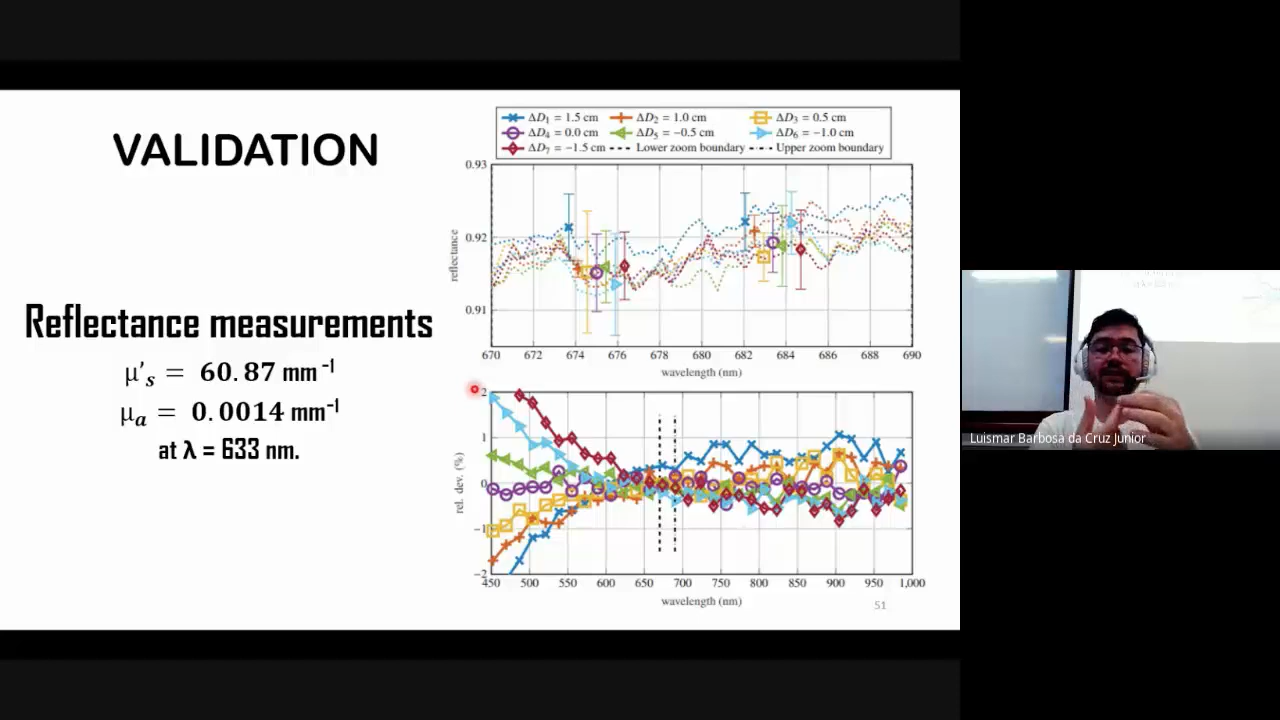 VALIDATION
Reflectance measurements
μ's = 60.87 mm-1
μa = 0.0014 mm-1
at λ = 633 nm.
ΔD1 = 1.5 cm ΔD2 = 1.0 cm ΔD3 = 0.5 cm
ΔD4 = 0.0 cm ΔD5 = −0.5 cm ΔD6 = −1.0 cm
ΔD7 = −1.5 cm Lower zoom boundary Upper zoom boundary
0.93
0.92
0.91
reflectance
670 672 674 676 678 680 682 684 686 688 690
wavelength (nm)
2
1
0
−1
−2
rel. dev. (%)
450 500 550 600 650 700 750 800 850 900 950 1,000
wavelength (nm)
51
Luismar Barbosa da Cruz Junior